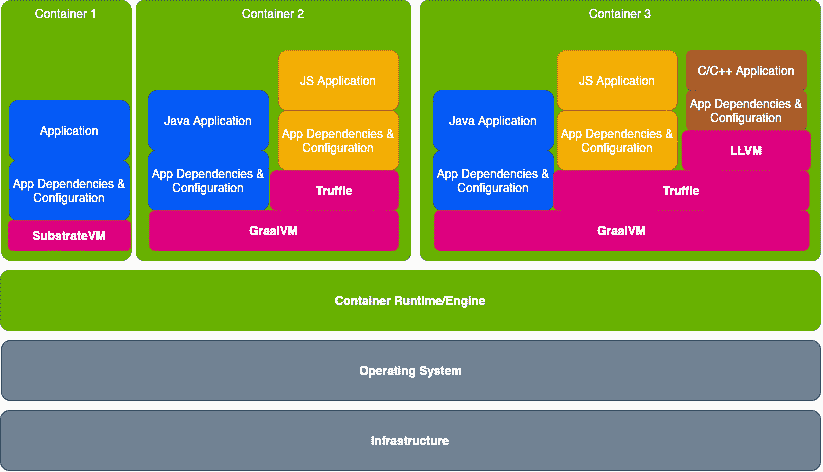 Container 1
Application
App Dependencies &
Configuration
SubstrateVM
Container 2
Java Application
App Dependencies &
Configuration
JS Application
App Dependencies &
Configuration
Truffle
GraalVM
Container 3
Java Application
App Dependencies &
Configuration
JS Application
App Dependencies &
Configuration
C/C++ Application
App Dependencies &
Configuration
LLVM
Truffle
GraalVM
Container Runtime/Engine
Operating System
Infrastructure